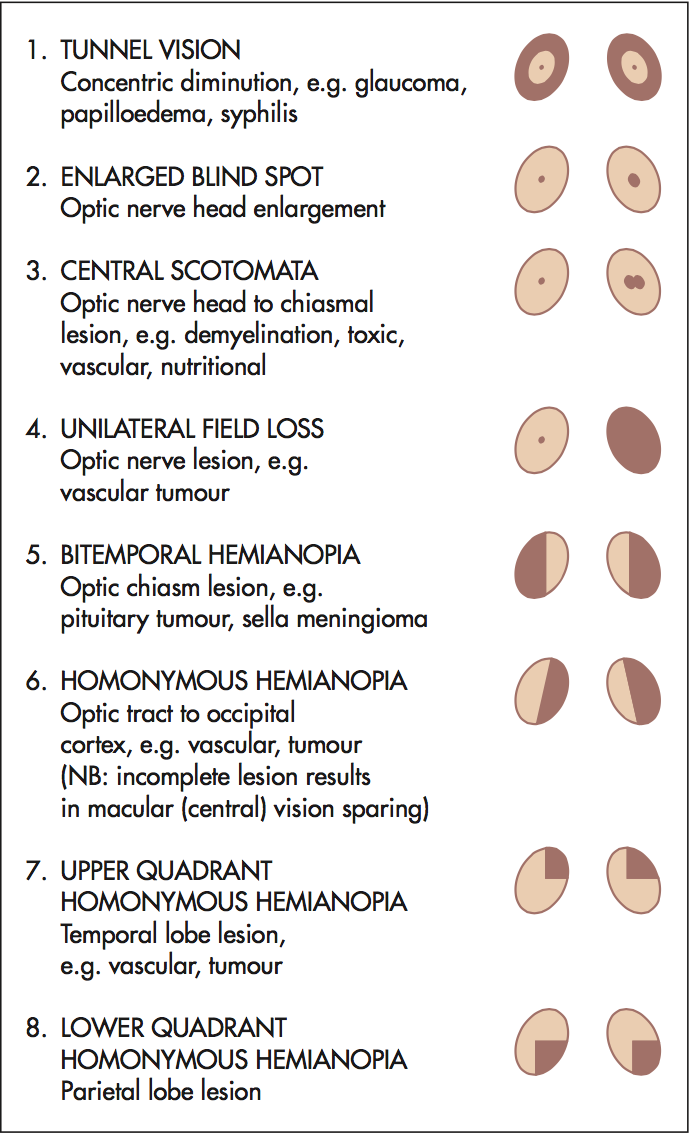 1. TUNNEL VISION
Concentric diminution, e.g. glaucoma,
papilloedema, syphilis
2. ENLARGED BLIND SPOT
Optic nerve head enlargement
3. CENTRAL SCOTOMATA
Optic nerve head to chiasmal
lesion, e.g. demyelination, toxic,
vascular, nutritional
4. UNILATERAL FIELD LOSS
Optic nerve lesion, e.g.
vascular tumour
5. BITEMPORAL HEMIANOPIA
Optic chiasm lesion, e.g.
pituitary tumour, sella meningioma
6. HOMONYMOUS HEMIANOPIA
Optic tract to occipital
cortex, e.g. vascular, tumour
(NB: incomplete lesion results
in macular (central) vision sparing)
7. UPPER QUADRANT
HOMONYMOUS HEMIANOPIA
Temporal lobe lesion,
e.g. vascular, tumour
8. LOWER QUADRANT
HOMONYMOUS HEMIANOPIA
Parietal lobe lesion